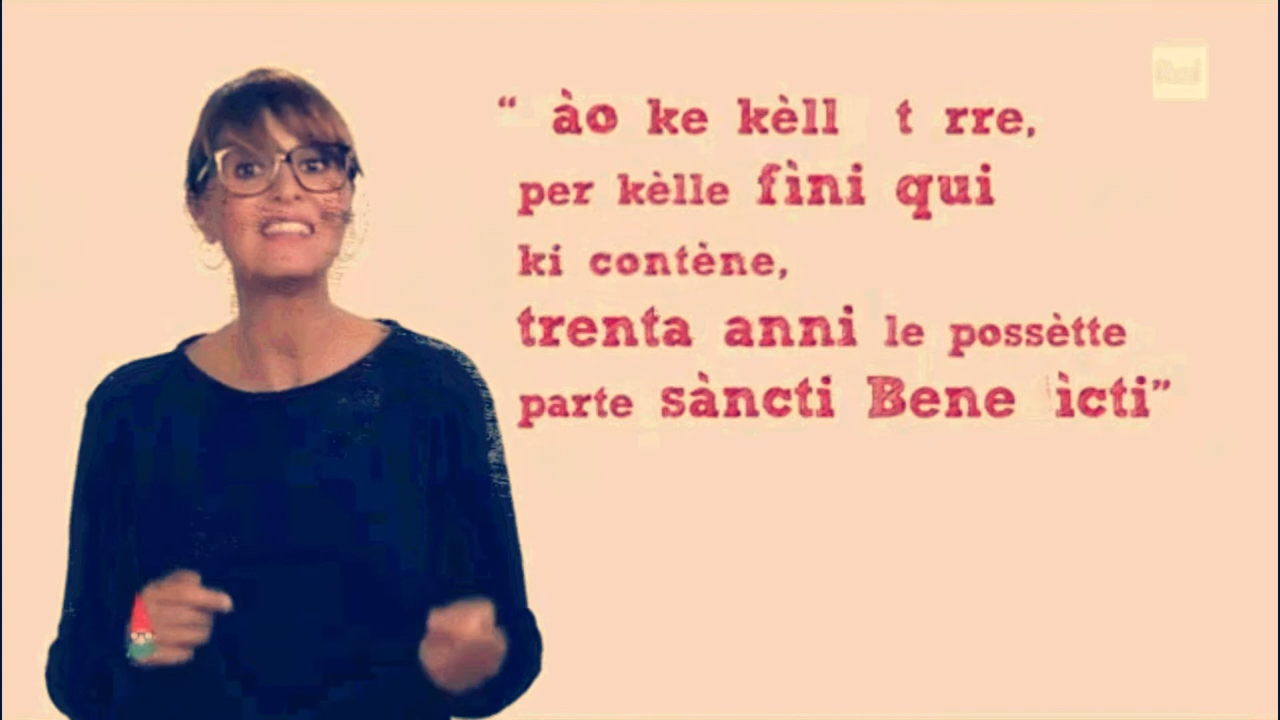 “ ào ke kèll t rre,
per kèlle fìni qui
ki contène,
trenta anni le possètte
parte sàncti Bene ìcti”